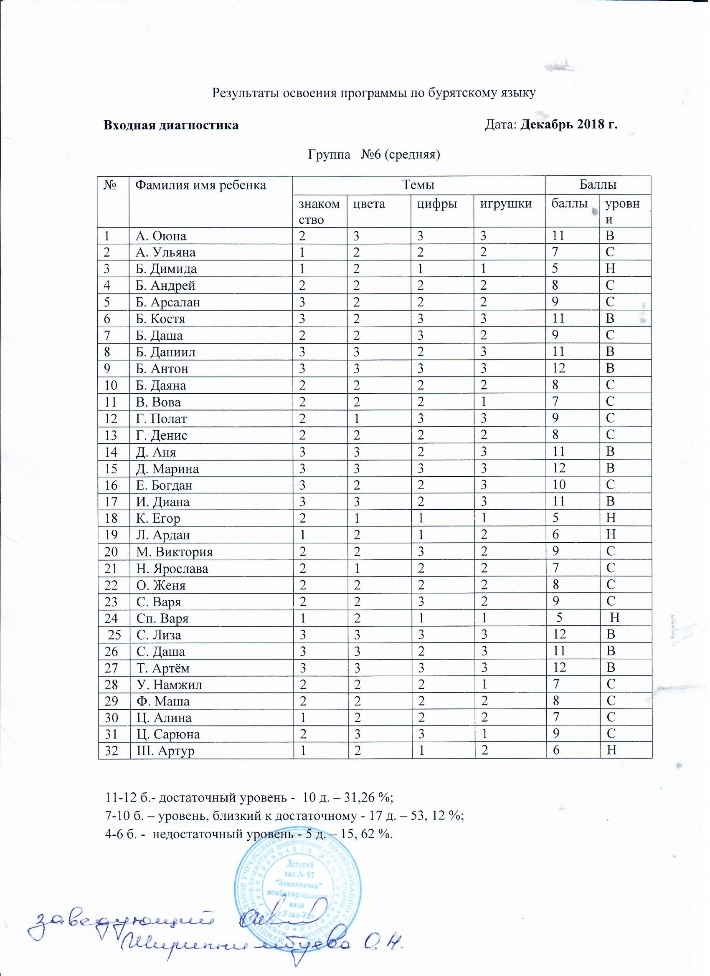 Результаты освоения программы по бурятскому языку
Входная диагностика Дата: Декабрь 2018 г.
Группа №6 (средняя)
№ Фамилия имя ребенка Темы Баллы
знаком цвета цифры игрушки баллы уровн
ство и
1 А. Оюна 2 3 3 3 11 В
2 А. Ульяна 1 2 2 2 7 С
3 Б. Димида 1 2 1 1 5 Н
4 Б. Андрей 2 2 2 2 8 С
5 Б. Арсалан 3 2 2 2 9 С
6 Б. Костя 3 2 3 3 11 В
7 Б. Даша 2 2 3 2 9 С
8 Б. Даниил 3 3 2 3 11 В
9 Б. Антон 3 3 3 3 12 В
10 Б. Даяна 2 2 2 2 8 С
11 В. Вова 2 2 2 1 7 С
12 Г. Полат 2 1 3 3 9 С
13 Г. Денис 2 2 2 2 8 С
14 Д. Аня 3 3 2 3 11 В
15 Д. Марина 3 3 3 3 12 В
16 Е. Богдан 3 2 2 3 10 С
17 И. Диана 3 3 2 3 11 В
18 К. Егор 2 1 1 1 5 Н
19 Л. Ардан 1 2 1 2 6 Н
20 М. Виктория 2 2 3 2 9 С
21 Н. Ярослава 2 1 2 2 7 С
22 О. Женя 2 2 2 2 8 С
23 С. Варя 2 2 3 2 9 С
24 Сп. Варя 1 2 1 1 5 Н
25 С. Лиза 3 3 3 3 12 В
26 С. Даша 3 3 2 3 11 В
27 Т. Артём 3 3 3 3 12 В
28 У. Намжил 2 2 2 1 7 С
29 Ф. Маша 2 2 2 2 8 С
30 Ц. Алина 1 2 2 2 7 С
31 Ц. Сарюна 2 3 3 1 9 С
32 Ш. Артур 1 2 1 2 6 Н
11-12 б.- достаточный уровень - 10 д. – 31,26 %;
7-10 б. – уровень, близкий к достаточному - 17 д. – 53, 12 %;
4-6 б. - недостаточный уровень - 5 д. – 15, 62 %.
Детский
сад № 97
"Земляничка"
комбинированного
вида
г.Улан-Удэ
заведующий
О.Н.